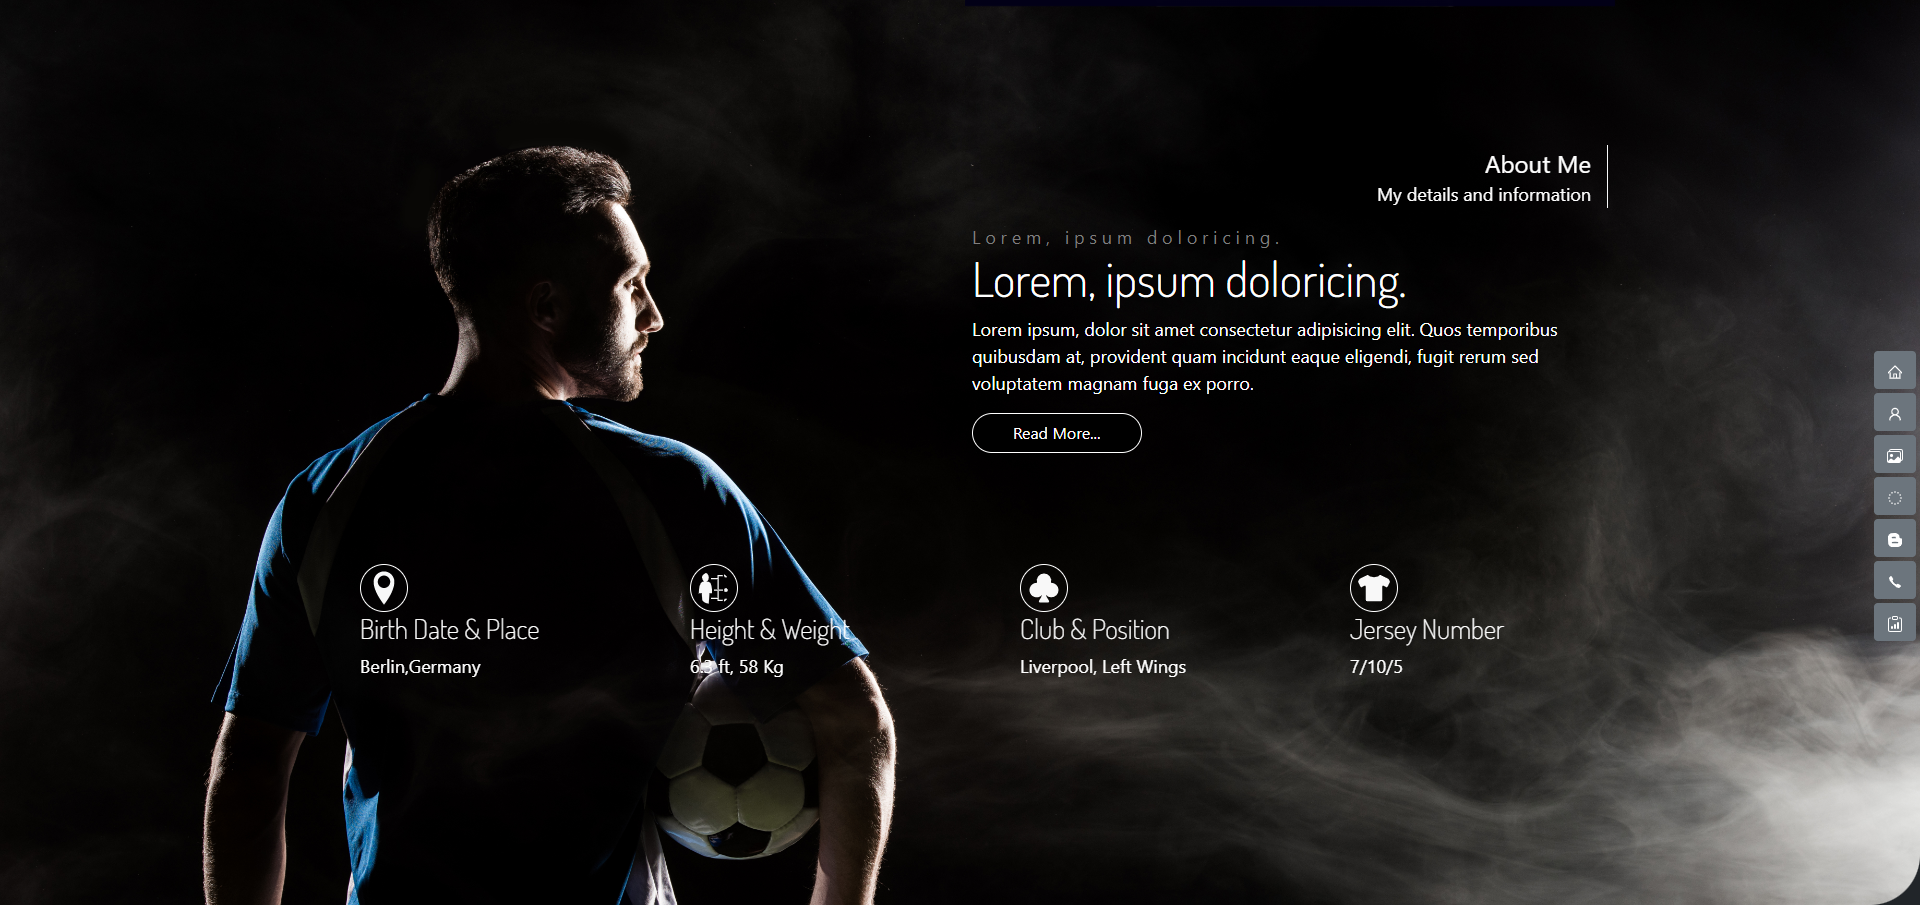 About Me
My details and information
Lorem, ipsum doloricing.
Lorem, ipsum doloricing.
Lorem ipsum, dolor sit amet consectetur adipisicing elit. Quos temporibus
quibusdam at, provident quam incidunt eaque eligendi, fugit rerum sed
voluptatem magnam fuga ex porro.
Read More...
Birth Date & Place
Berlin,Germany
Height & Weight
6.3 ft, 58 Kg
Club & Position
Liverpool, Left Wings
Jersey Number
7/10/5